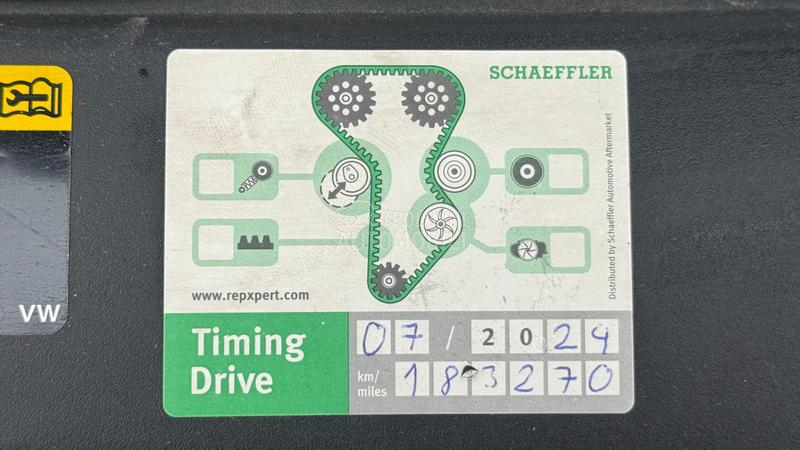 SCHAEFFLER
Distributed by Schaeffler Automotive Aftermarket
www.repxpert.com
VW
Timing
Drive
07/2024
km/
miles
183270